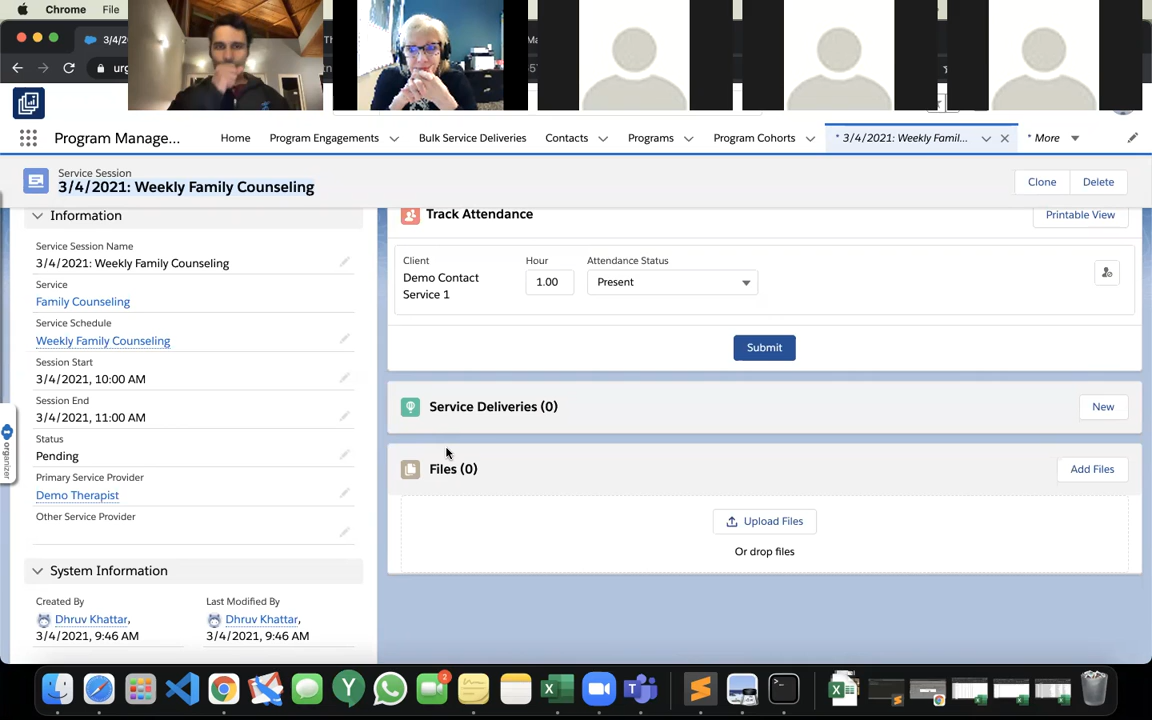 Chrome File
3/4/2
urg
Program Manage... Home Program Engagements Bulk Service Deliveries Contacts Programs Program Cohorts * 3/4/2021: Weekly Famil... * More
Service Session
3/4/2021: Weekly Family Counseling
Clone Delete
Information
Service Session Name
3/4/2021: Weekly Family Counseling
Service
Family Counseling
Service Schedule
Weekly Family Counseling
Session Start
3/4/2021, 10:00 AM
Session End
3/4/2021, 11:00 AM
Status
Pending
Primary Service Provider
Demo Therapist
Other Service Provider
System Information
Created By
Dhruv Khattar,
3/4/2021, 9:46 AM
Last Modified By
Dhruv Khattar,
3/4/2021, 9:46 AM
organizer
Track Attendance
Printable View
Client
Demo Contact
Service 1
Hour
1.00
Attendance Status
Present
Submit
Service Deliveries (0)
New
Files (0)
Add Files
Upload Files
Or drop files
2